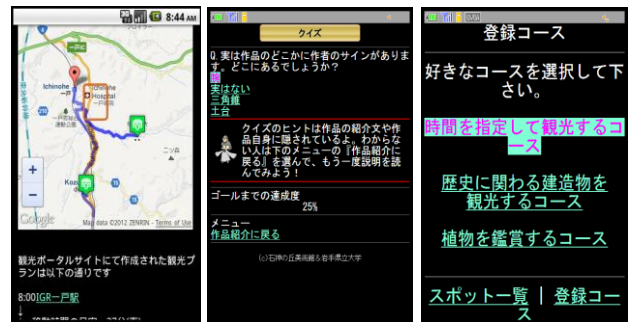 8:44 AM
Ichinohe
一戸
Ichinohe
Hospital
Google
Map data ©2012 ZENRIN - Terms of Use
観光ポータルサイトにて作成された観光プ
ランは以下の通りです
8:00IGR一戸駅
↓
クイズ
Q.実は作品のどこかに作者のサインがありま
す。どこにあるでしょうか?
実はない
三角錐
土台
クイズのヒントは作品の紹介文や作
品自身に隠されているよ。わからな
い人は下のメニューの『作品紹介に
戻る』を選んで、もう一度説明を読
んでみよう!
ゴールまでの達成度
25%
メニュー
作品紹介に戻る
(c)石神の丘美術館&岩手県立大学
登録コース
好きなコースを選択して下
さい。
時間を指定して観光するコ
ース
歴史に関わる建造物を
観光するコース
植物を鑑賞するコース
スポット一覧 | 登録コー
ス